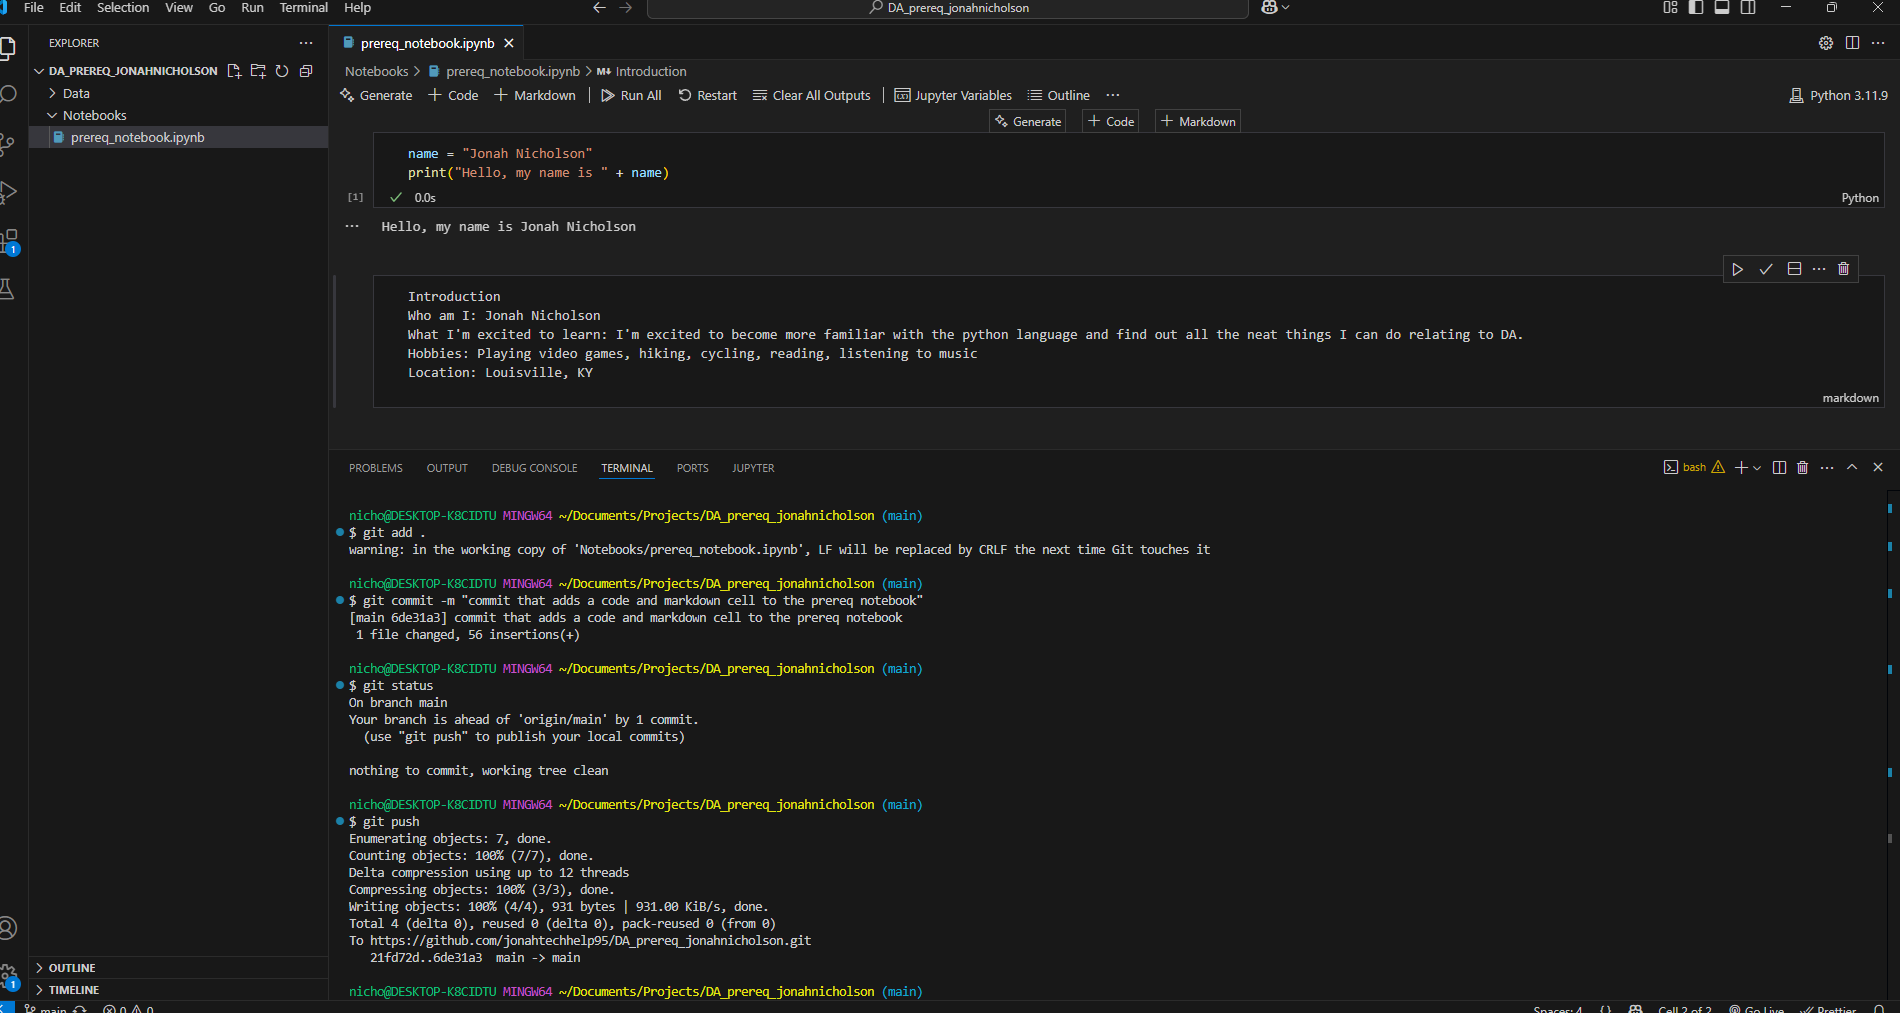 File Edit Selection View Go Run Terminal Help
DA_prereq_jonahnicholson
EXPLORER
DA_PREREQ_JONAHNICHOLSON
Data
Notebooks
prereq_notebook.ipynb
1
prereq_notebook.ipynb
Notebooks > prereq_notebook.ipynb > M↓ Introduction
Generate + Code + Markdown Run All Restart Clear All Outputs Jupyter Variables Outline ...
Python 3.11.9
Generate + Code + Markdown
name = "Jonah Nicholson"
print("Hello, my name is " + name)
[1] ✓ 0.0s
Python
... Hello, my name is Jonah Nicholson
Introduction
Who am I: Jonah Nicholson
What I'm excited to learn: I'm excited to become more familiar with the python language and find out all the neat things I can do relating to DA.
Hobbies: Playing video games, hiking, cycling, reading, listening to music
Location: Louisville, KY
markdown
PROBLEMS OUTPUT DEBUG CONSOLE TERMINAL PORTS JUPYTER
bash
nicho@DESKTOP-K8CIDTU MINGW64 ~/Documents/Projects/DA_prereq_jonahnicholson (main)
$ git add .
warning: in the working copy of 'Notebooks/prereq_notebook.ipynb', LF will be replaced by CRLF the next time Git touches it
nicho@DESKTOP-K8CIDTU MINGW64 ~/Documents/Projects/DA_prereq_jonahnicholson (main)
$ git commit -m "commit that adds a code and markdown cell to the prereq notebook"
[main 6de31a3] commit that adds a code and markdown cell to the prereq notebook
1 file changed, 56 insertions(+)
nicho@DESKTOP-K8CIDTU MINGW64 ~/Documents/Projects/DA_prereq_jonahnicholson (main)
$ git status
On branch main
Your branch is ahead of 'origin/main' by 1 commit.
(use "git push" to publish your local commits)
nothing to commit, working tree clean
nicho@DESKTOP-K8CIDTU MINGW64 ~/Documents/Projects/DA_prereq_jonahnicholson (main)
$ git push
Enumerating objects: 7, done.
Counting objects: 100% (7/7), done.
Delta compression using up to 12 threads
Compressing objects: 100% (3/3), done.
Writing objects: 100% (4/4), 931 bytes | 931.00 KiB/s, done.
Total 4 (delta 0), reused 0 (delta 0), pack-reused 0 (from 0)
To https://github.com/jonahtechhelp95/DA_prereq_jonahnicholson.git
21fd72d..6de31a3 main -> main
nicho@DESKTOP-K8CIDTU MINGW64 ~/Documents/Projects/DA_prereq_jonahnicholson (main)
OUTLINE
TIMELINE
1
main 0 0 Spaces: 4 {} Cell 2 of 2 Go Live Prettier